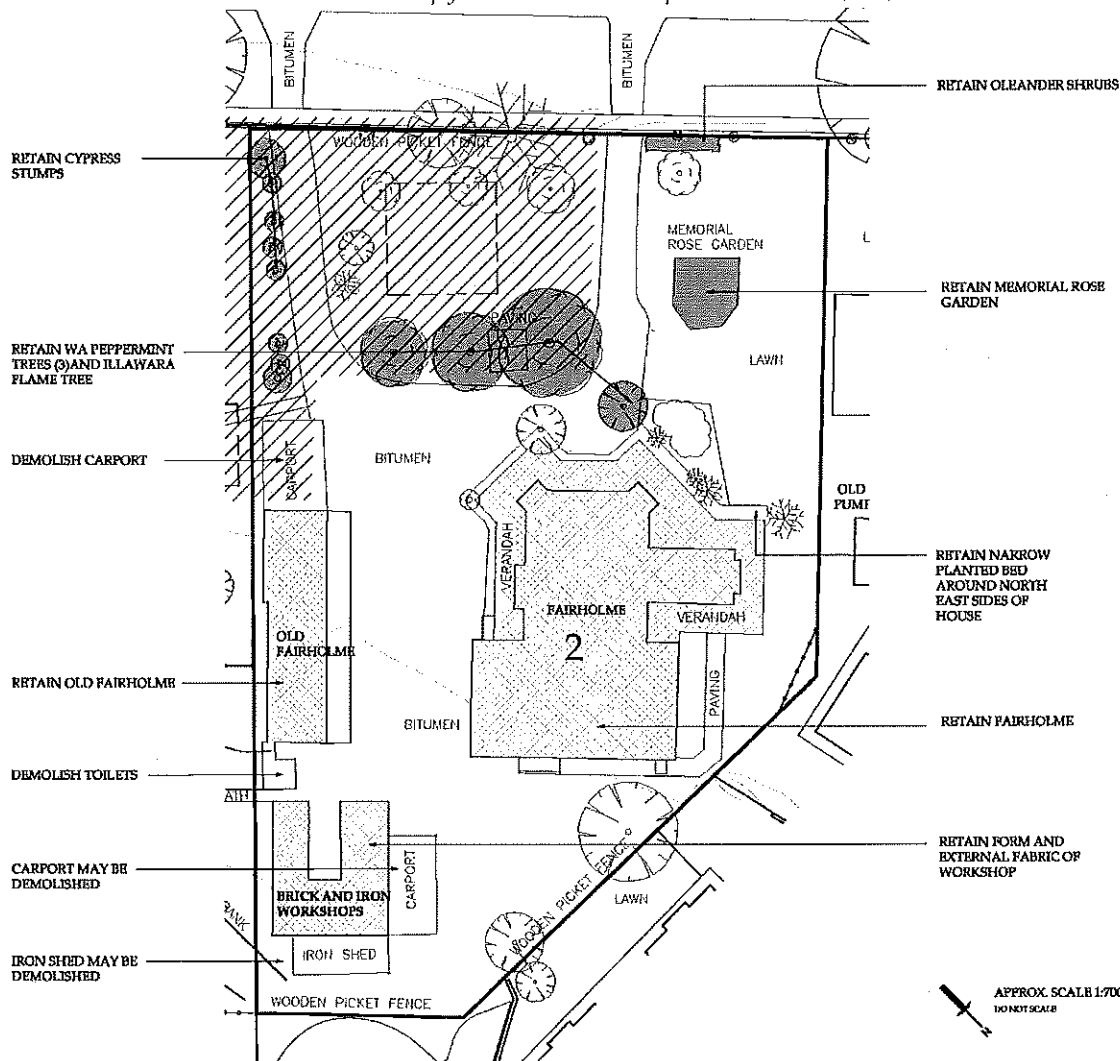 BITUMEN
BITUMEN
RETAIN OLEANDER SHRUBS
WOODEN PICKET FENCE
RETAIN CYPRESS
STUMPS
MEMORIAL
ROSE GARDEN
RETAIN MEMORIAL ROSE
GARDEN
PAVING
LAWN
RETAIN WA PEPPERMINT
TREES (3)AND ILLAWARA
FLAME TREE
DEMOLISH CARPORT
CARPORT
BITUMEN
OLD
PUMP
VERANDAH
RETAIN NARROW
PLANTED BED
AROUND NORTH
EAST SIDES OF
HOUSE
FAIRHOLME
VERANDAH
2
OLD
FAIRHOLME
RETAIN OLD FAIRHOLME
PAVING
BITUMEN
RETAIN FAIRHOLME
DEMOLISH TOILETS
ATH
CARPORT MAY BE
DEMOLISHED
CARPORT
RETAIN FORM AND
EXTERNAL FABRIC OF
WORKSHOP
BRICK AND IRON
WORKSHOPS
WOODEN PICKET FENCE
LAWN
BANK
IRON SHED
IRON SHED MAY BE
DEMOLISHED
WOODEN PICKET FENCE
APPROX. SCALE 1:700
DO NOT SCALE
N